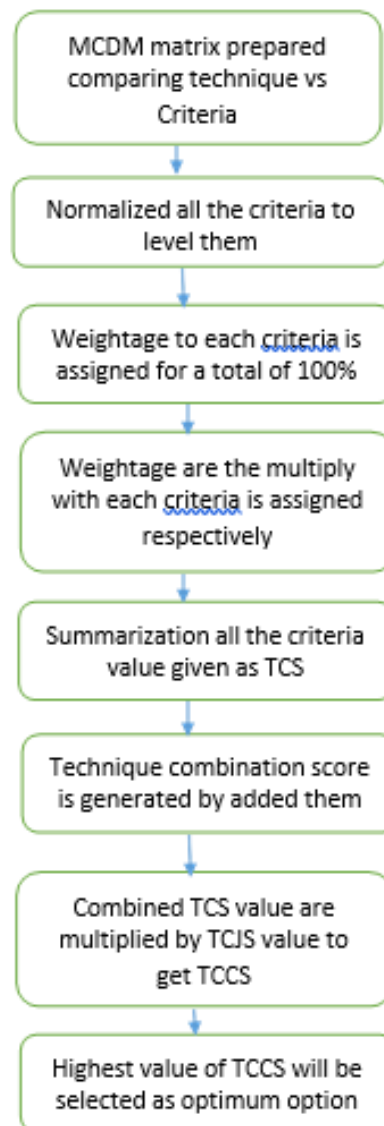 MCDM matrix prepared
comparing technique vs
Criteria
Normalized all the criteria to
level them
Weightage to each criteria is
assigned for a total of 100%
Weightage are the multiply
with each criteria is assigned
respectively
Summarization all the criteria
value given as TCS
Technique combination score
is generated by added them
Combined TCS value are
multiplied by TCJS value to
get TCCS
Highest value of TCCS will be
selected as optimum option